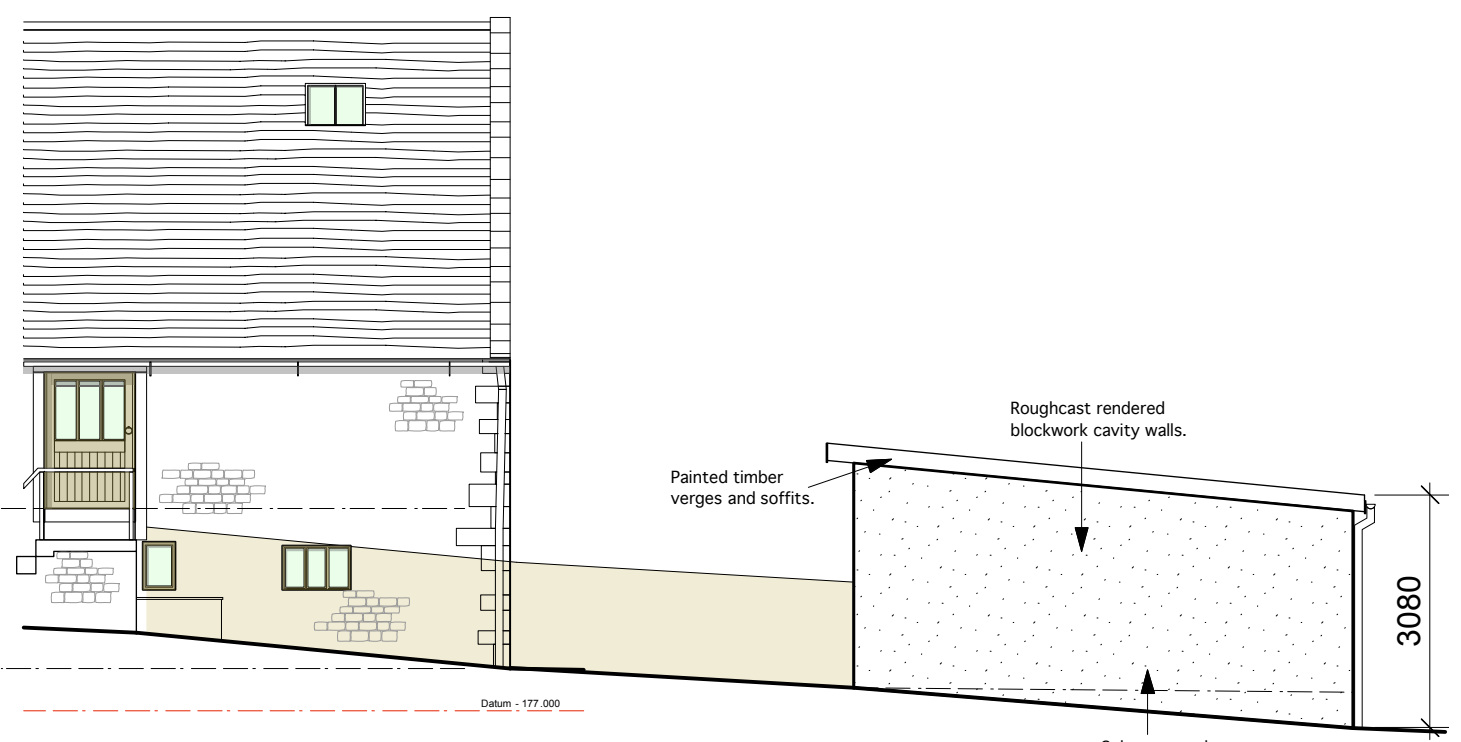 Roughcast rendered
blockwork cavity walls.
Painted timber
verges and soffits.
3080
Datum - 177.000